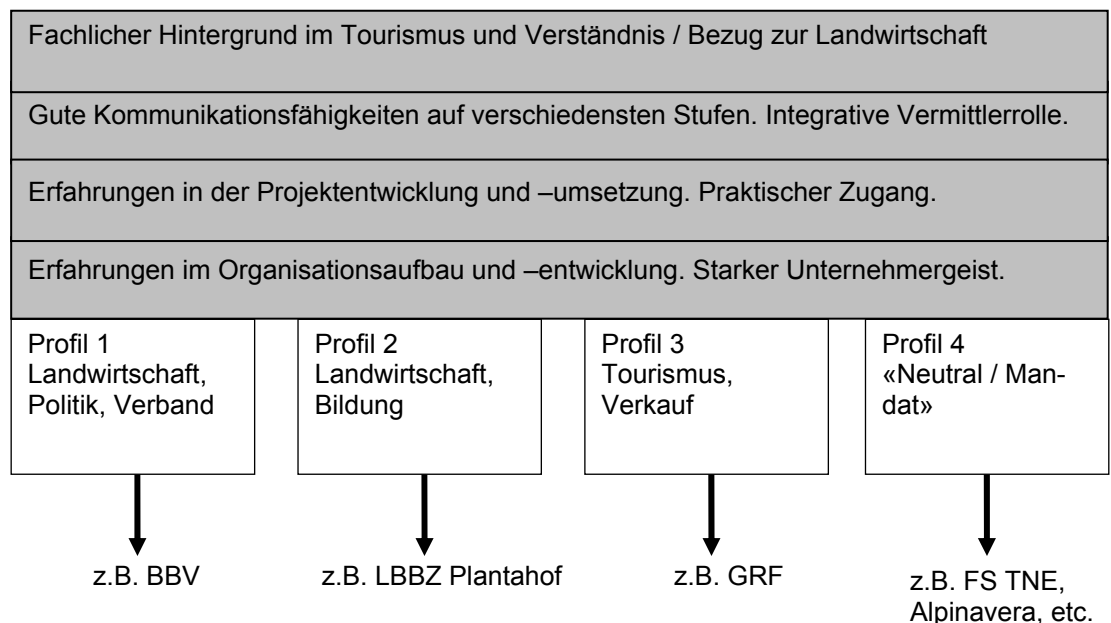 Fachlicher Hintergrund im Tourismus und Verständnis / Bezug zur Landwirtschaft
Gute Kommunikationsfähigkeiten auf verschiedensten Stufen. Integrative Vermittlerrolle.
Erfahrungen in der Projektentwicklung und –umsetzung. Praktischer Zugang.
Erfahrungen im Organisationsaufbau und –entwicklung. Starker Unternehmergeist.
Profil 1
Landwirtschaft,
Politik, Verband
Profil 2
Landwirtschaft,
Bildung
Profil 3
Tourismus,
Verkauf
Profil 4
«Neutral / Man-
dat»
z.B. BBV
z.B. LBBZ Plantahof
z.B. GRF
z.B. FS TNE,
Alpinavera, etc.